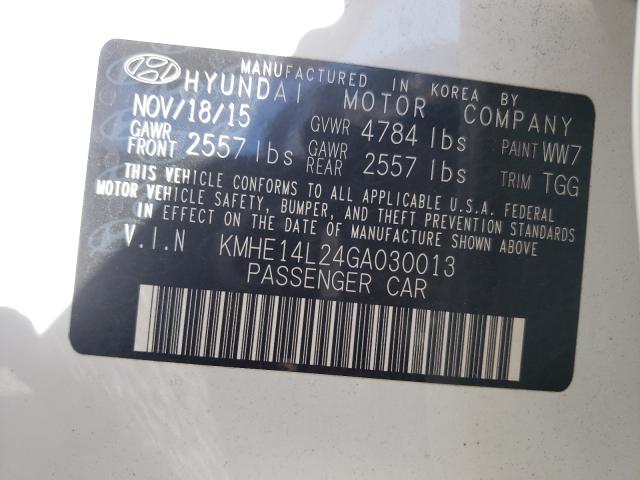 MANUFACTURED IN KOREA BY
HYUNDAI MOTOR COMPANY
NOV/18/15 GVWR 4784 lbs PAINT WW7
GAWR FRONT 2557 lbs GAWR REAR 2557 lbs TRIM TGG
THIS VEHICLE CONFORMS TO ALL APPLICABLE U.S.A. FEDERAL
MOTOR VEHICLE SAFETY, BUMPER, AND THEFT PREVENTION STANDARDS
IN EFFECT ON THE DATE OF MANUFACTURE SHOWN ABOVE.
V.I.N KMHE14L24GA030013
PASSENGER CAR